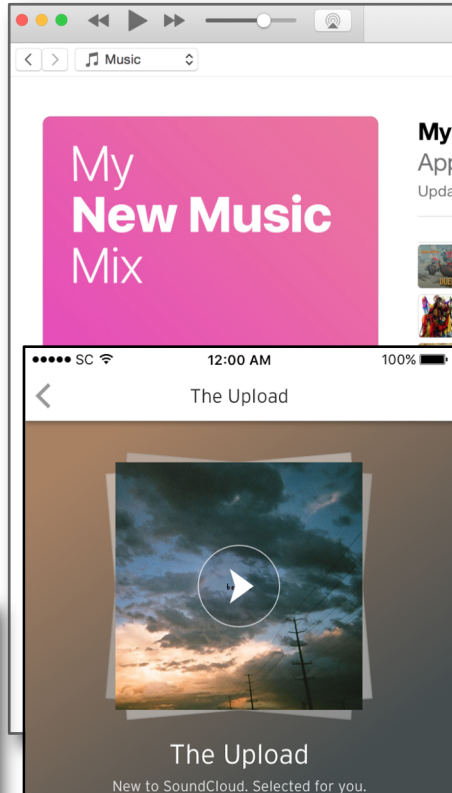 Music
My
New Music
Mix
My
App
Upda
SC
12:00 AM
100%
The Upload
The Upload
New to SoundCloud. Selected for you.